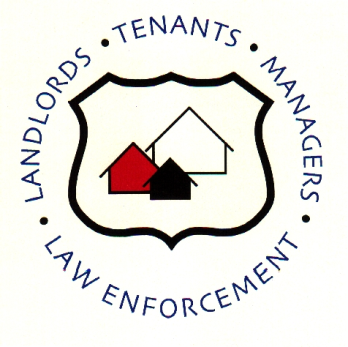 LANDLORDS • TENANTS • MANAGERS • LAW ENFORCEMENT •